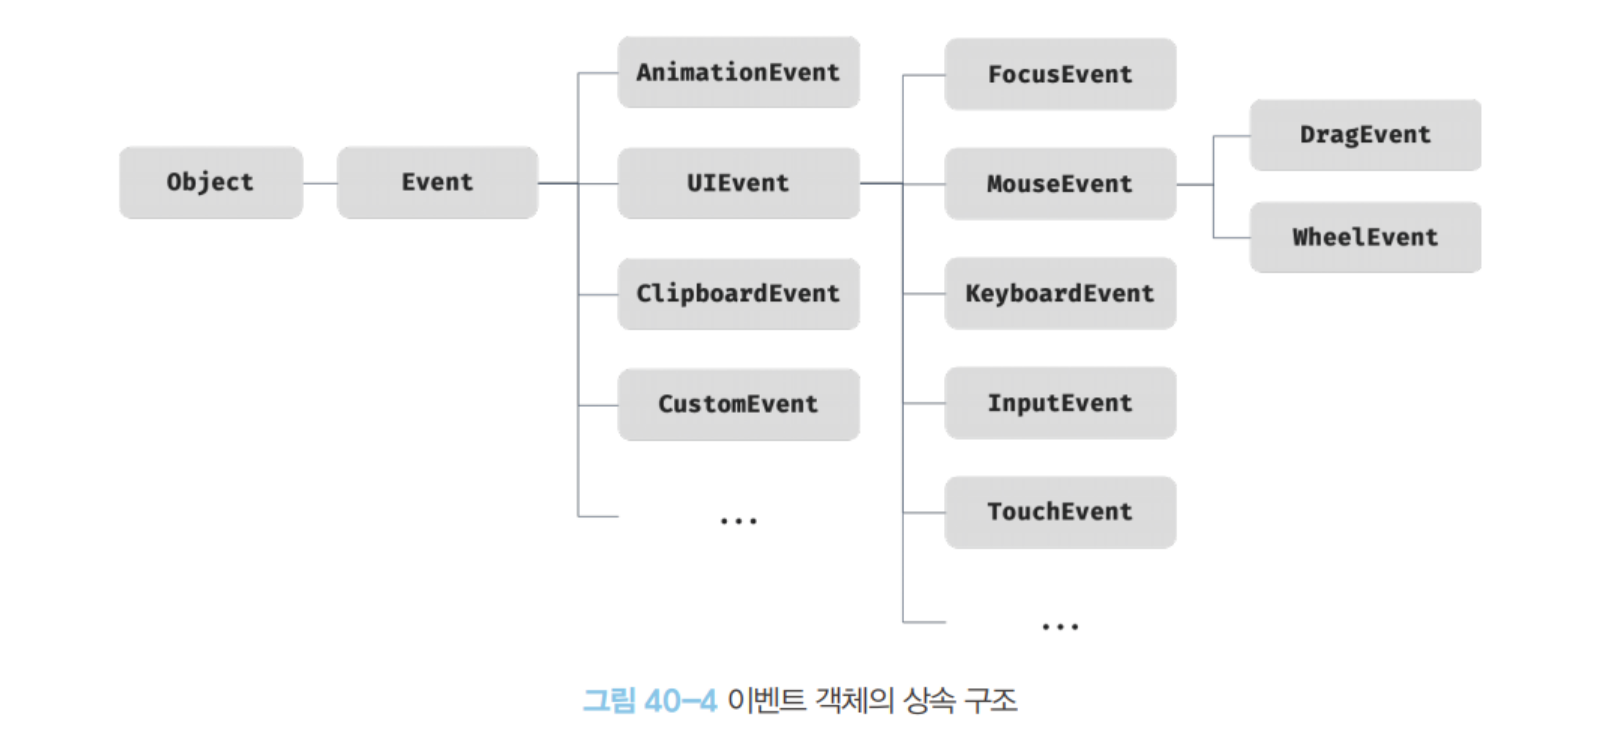 Object
Event
AnimationEvent
UIEvent
ClipboardEvent
CustomEvent
...
FocusEvent
MouseEvent
KeyboardEvent
InputEvent
TouchEvent
...
DragEvent
WheelEvent
그림 40-4 이벤트 객체의 상속 구조